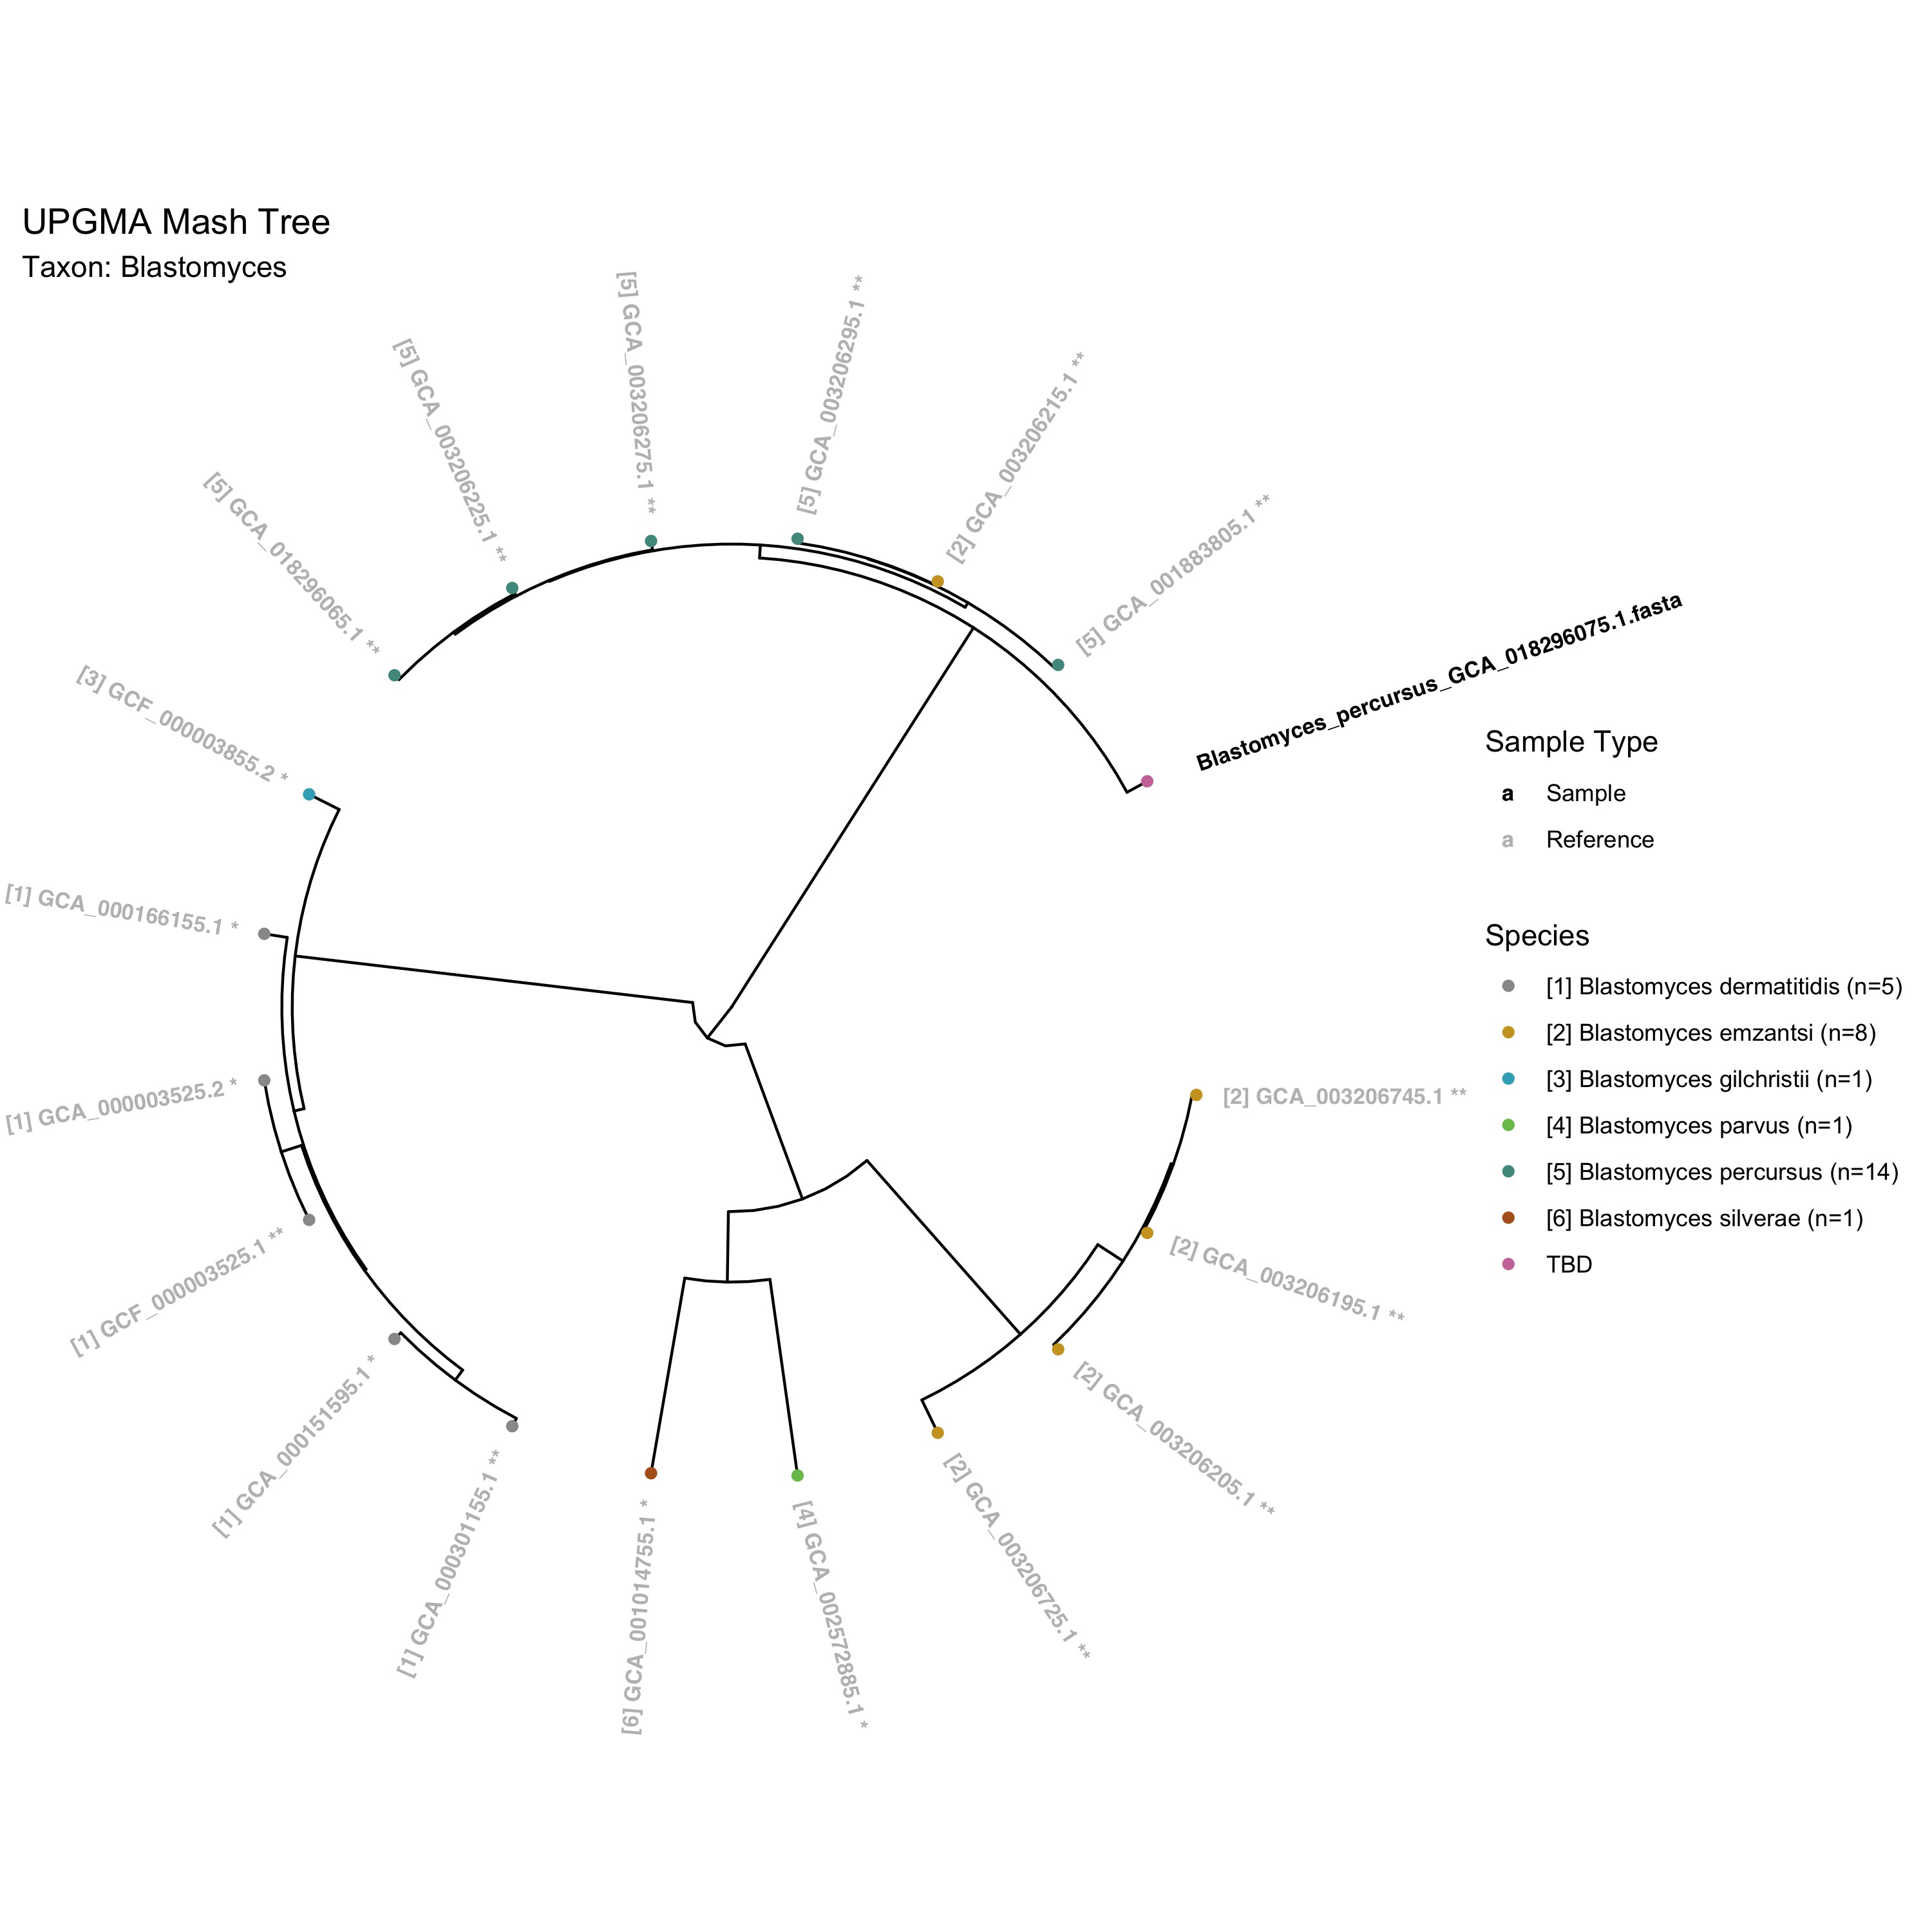 UPGMA Mash Tree
Taxon: Blastomyces
[5] GCA_003206275.1 **
[5] GCA_003206295.1 **
[5] GCA_003206225.1 **
[2] GCA_003206215.1 **
[5] GCA_018296065.1 **
[5] GCA_001883805.1 **
Blastomyces_percursus_GCA_018296075.1.fasta
[3] GCF_000003855.2 *
[1] GCA_000166155.1 *
[1] GCA_000003525.2 *
[1] GCF_000003525.1 **
[1] GCA_000151595.1 *
[1] GCA_000301155.1 **
[6] GCA_001014755.1 *
[4] GCA_002572885.1 *
[2] GCA_003206725.1 **
[2] GCA_003206205.1 **
[2] GCA_003206195.1 **
[2] GCA_003206745.1 **
Sample Type
a Sample
a Reference
Species
[1] Blastomyces dermatitidis (n=5)
[2] Blastomyces emzantsi (n=8)
[3] Blastomyces gilchristii (n=1)
[4] Blastomyces parvus (n=1)
[5] Blastomyces percursus (n=14)
[6] Blastomyces silverae (n=1)
TBD